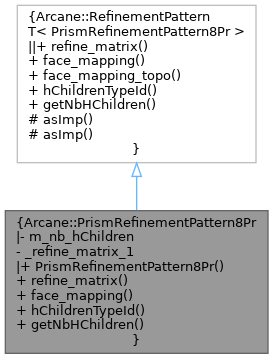 {Arcane::RefinementPattern
T< PrismRefinementPattern8Pr >
||+ refine_matrix()
+ face_mapping()
+ face_mapping_topo()
+ hChildrenTypeId()
+ getNbHChildren()
# asImp()
# asImp()
}
{Arcane::PrismRefinementPattern8Pr
|- m_nb_hChildren
- _refine_matrix_1
|+ PrismRefinementPattern8Pr()
+ refine_matrix()
+ face_mapping()
+ hChildrenTypeId()
+ getNbHChildren()
}